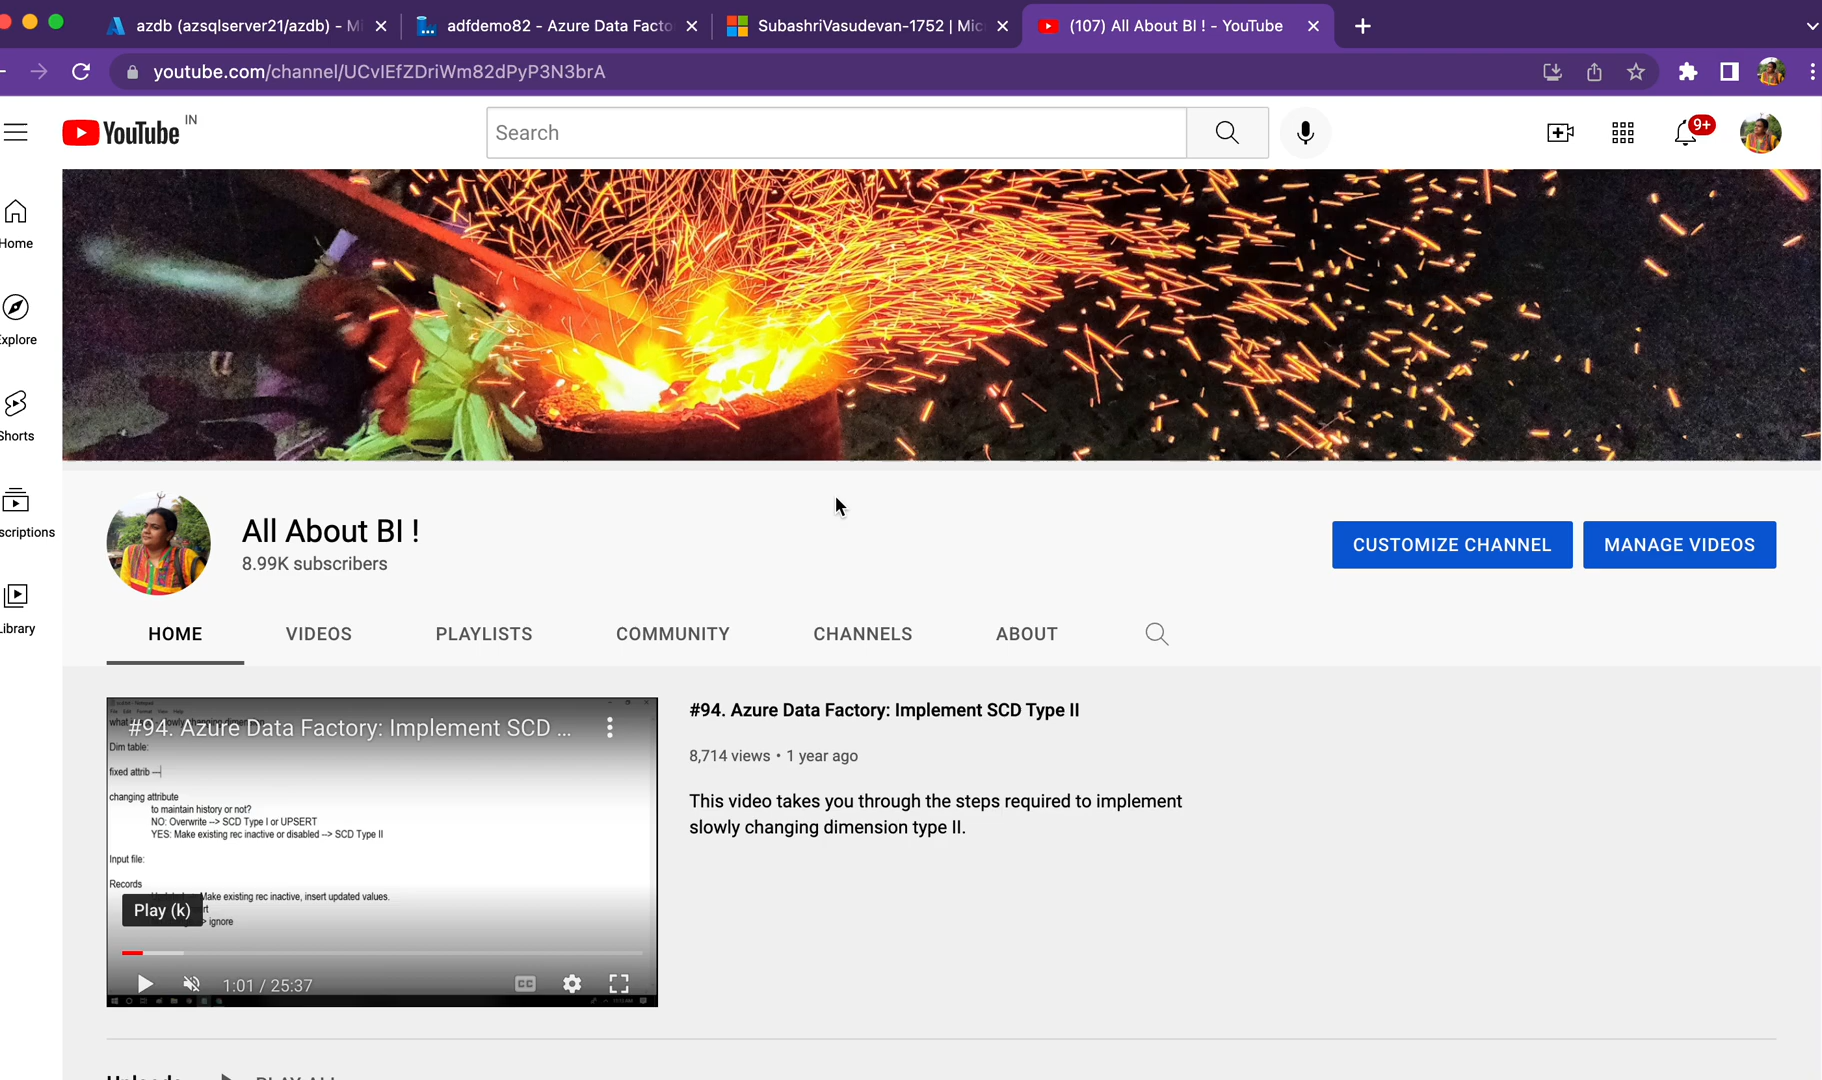 azdb (azsqlserver21/azdb) - Mi
adfdemo82 - Azure Data Facto
SubashriVasudevan-1752 | Mic
(107) All About BI ! - YouTube
youtube.com/channel/UCvIEfZDriWm82dPyP3N3brA
YouTube IN
Search
9+
Home
Explore
Shorts
scriptions
Library
All About BI !
8.99K subscribers
CUSTOMIZE CHANNEL
MANAGE VIDEOS
HOME
VIDEOS
PLAYLISTS
COMMUNITY
CHANNELS
ABOUT
#94. Azure Data Factory: Implement SCD ...
Dim table:
fixed attrib --
changing attribute
to maintain history or not?
NO: Overwrite --> SCD Type I or UPSERT
YES: Make existing rec inactive or disabled --> SCD Type II
Input file:
Records
Make existing rec inactive, insert updated values.
> ignore
Play (k)
1:01 / 25:37
CC
#94. Azure Data Factory: Implement SCD Type II
8,714 views • 1 year ago
This video takes you through the steps required to implement
slowly changing dimension type II.